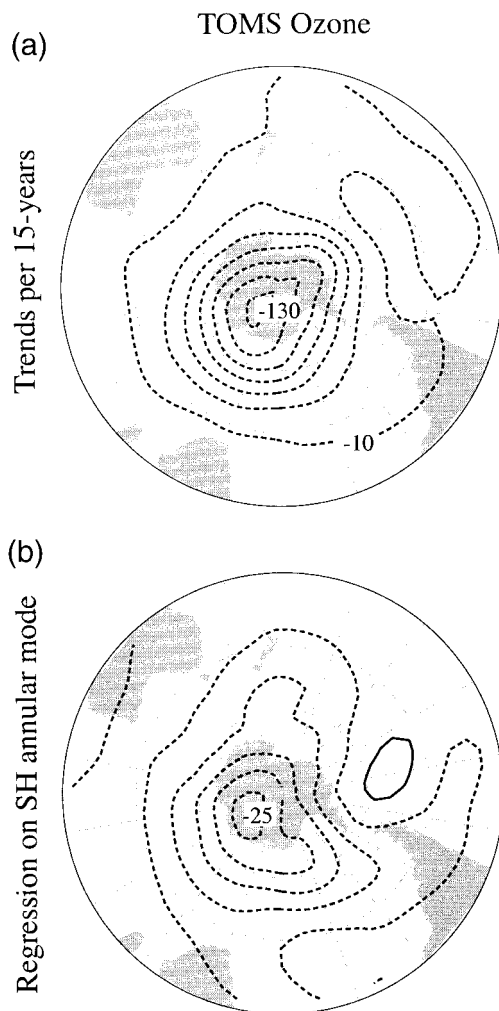 TOMS Ozone
(a)
Trends per 15-years
-130
-10
(b)
Regression on SH annular mode
-25